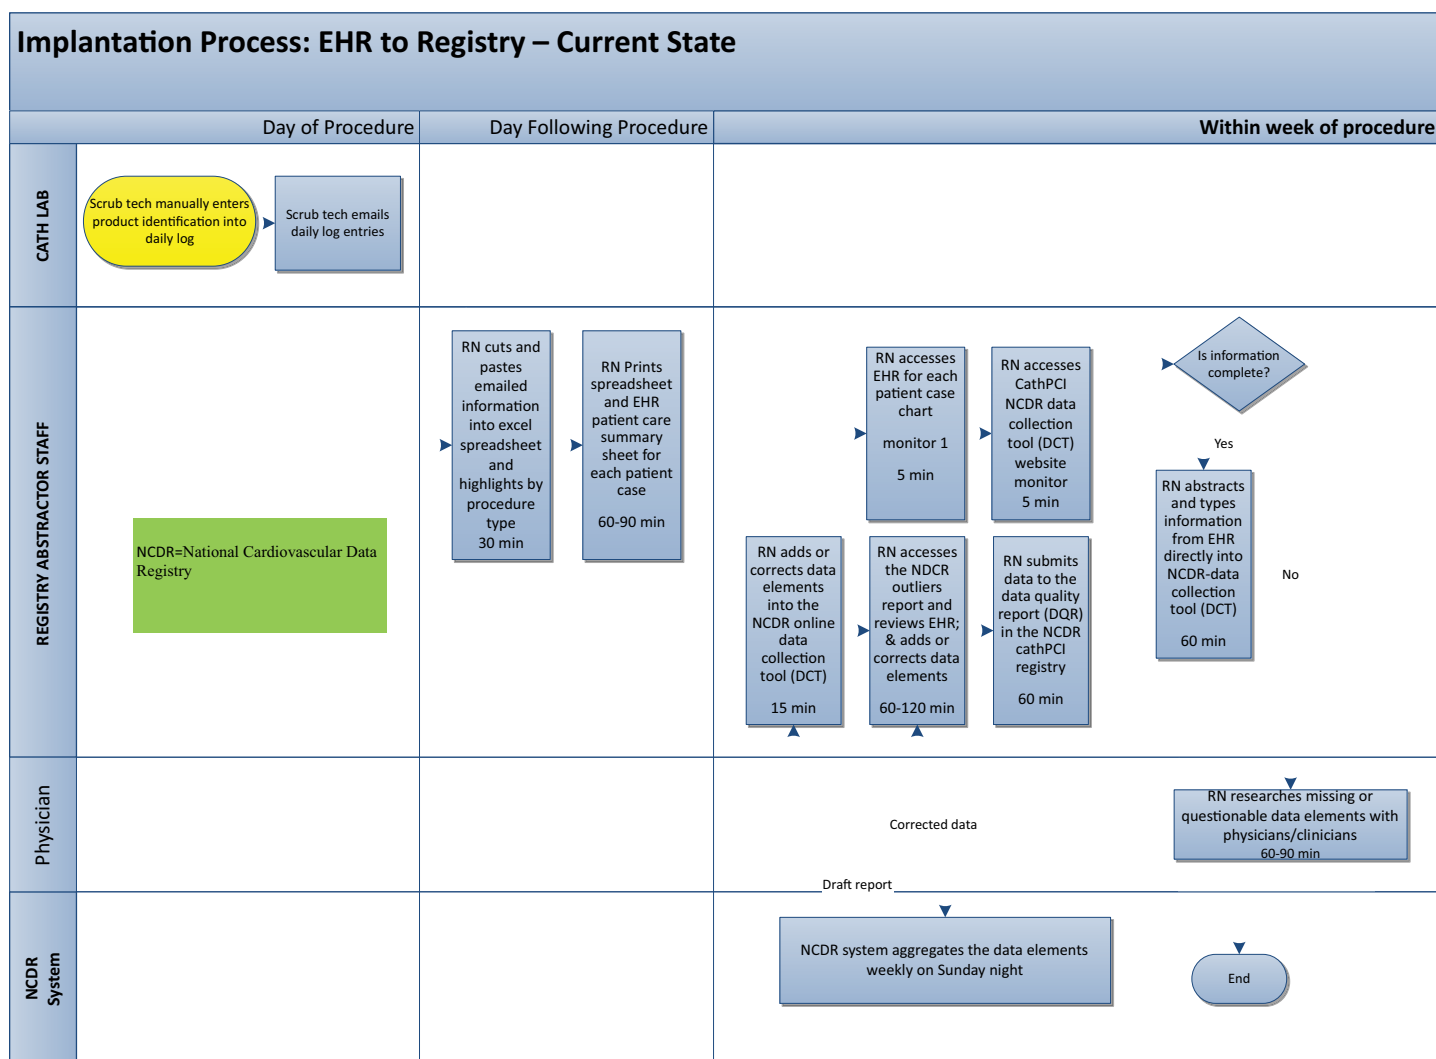 Implantation Process: EHR to Registry – Current State
Day of Procedure
Day Following Procedure
Within week of procedure
CATH LAB
Scrub tech manually enters
product identification into
daily log
Scrub tech emails
daily log entries
REGISTRY ABSTRACTOR STAFF
NCDR=National Cardiovascular Data
Registry
RN cuts and
pastes
emailed
information
into excel
spreadsheet
and
highlights by
procedure
type
30 min
RN Prints
spreadsheet
and EHR
patient care
summary
sheet for
each patient
case
60-90 min
RN accesses
EHR for each
patient case
chart
monitor 1
5 min
RN accesses
CathPCI
NCDR data
collection
tool (DCT)
website
monitor
5 min
Is information
complete?
Yes
RN abstracts
and types
information
from EHR
directly into
NCDR-data
collection
tool (DCT)
60 min
No
RN adds or
corrects data
elements
into the
NCDR online
data
collection
tool (DCT)
15 min
RN accesses
the NDCR
outliers
report and
reviews EHR;
& adds or
corrects data
elements
60-120 min
RN submits
data to the
data quality
report (DQR)
in the NCDR
cathPCI
registry
60 min
Physician
Corrected data
RN researches missing or
questionable data elements with
physicians/clinicians
60-90 min
Draft report
NCDR
System
NCDR system aggregates the data elements
weekly on Sunday night
End